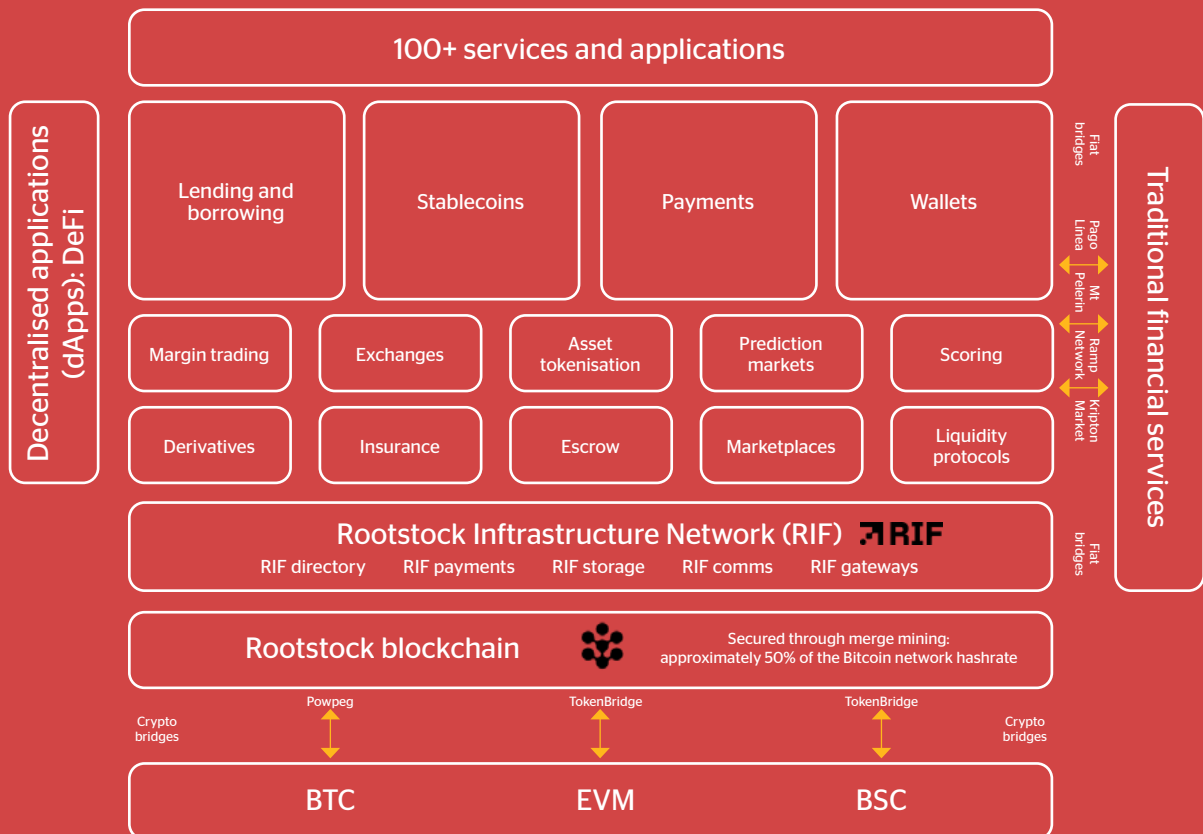 100+ services and applications
Decentralised applications
(dApps): DeFi
Lending and
borrowing
Stablecoins
Payments
Wallets
Margin trading
Exchanges
Asset
tokenisation
Prediction
markets
Scoring
Derivatives
Insurance
Escrow
Marketplaces
Liquidity
protocols
Fiat
bridges
Pago
Linea
Mt
Pelerin
Ramp
Network
Kripton
Market
Fiat
bridges
Traditional financial services
Rootstock Inftrastructure Network (RIF)
RIF
RIF directory
RIF payments
RIF storage
RIF comms
RIF gateways
Rootstock blockchain
Secured through merge mining:
approximately 50% of the Bitcoin network hashrate
Crypto
bridges
Powpeg
TokenBridge
TokenBridge
Crypto
bridges
BTC
EVM
BSC